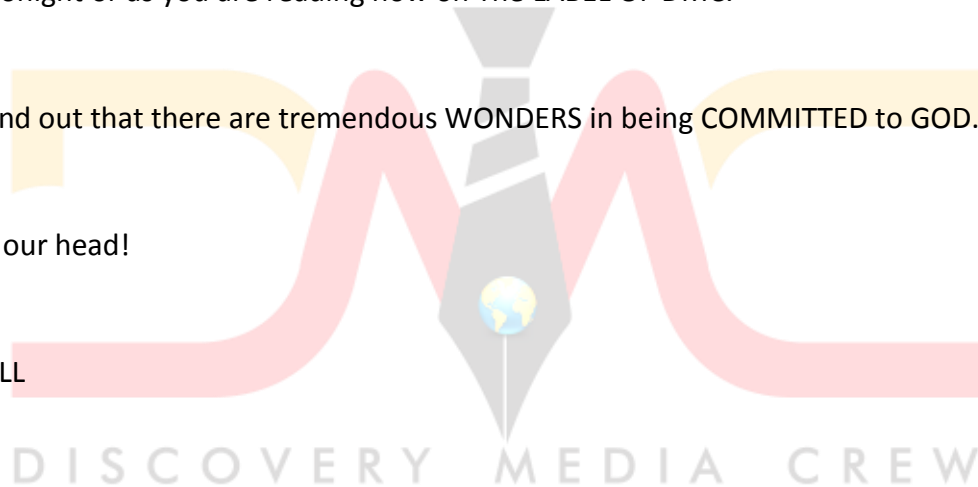 nd out that there are tremendous WONDERS in being COMMITTED to GOD.
our head!
LL
DISCOVERY MEDIA CREW